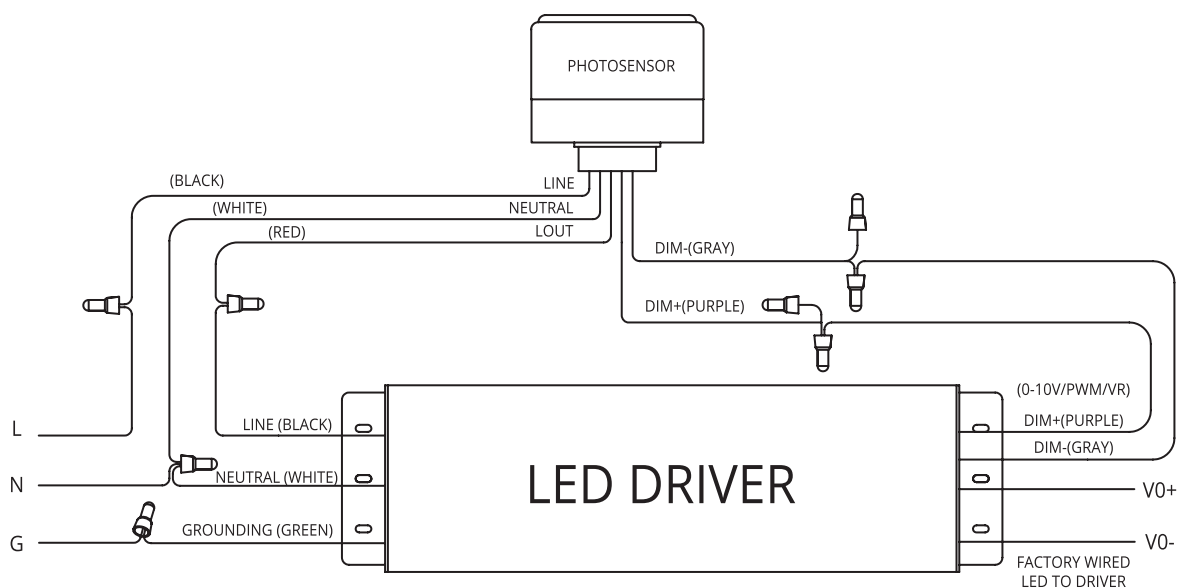 PHOTOSENSOR
(BLACK)
LINE
(WHITE)
NEUTRAL
(RED)
LOUT
DIM-(GRAY)
DIM+(PURPLE)
(0-10V/PWM/VR)
L
LINE (BLACK)
DIM+(PURPLE)
DIM-(GRAY)
N
NEUTRAL (WHITE)
LED DRIVER
V0+
G
GROUNDING (GREEN)
V0-
FACTORY WIRED
LED TO DRIVER